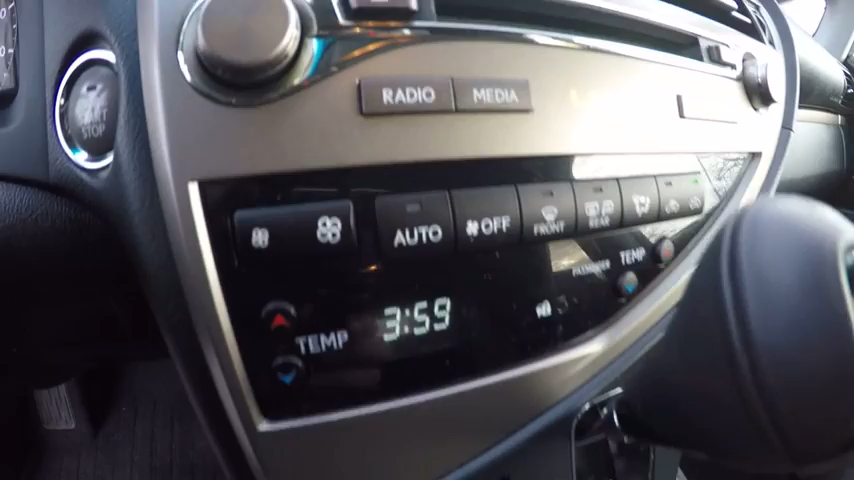 RADIO MEDIA
START
STOP
AUTO OFF FRONT REAR
PASSENGER TEMP
TEMP 3:59